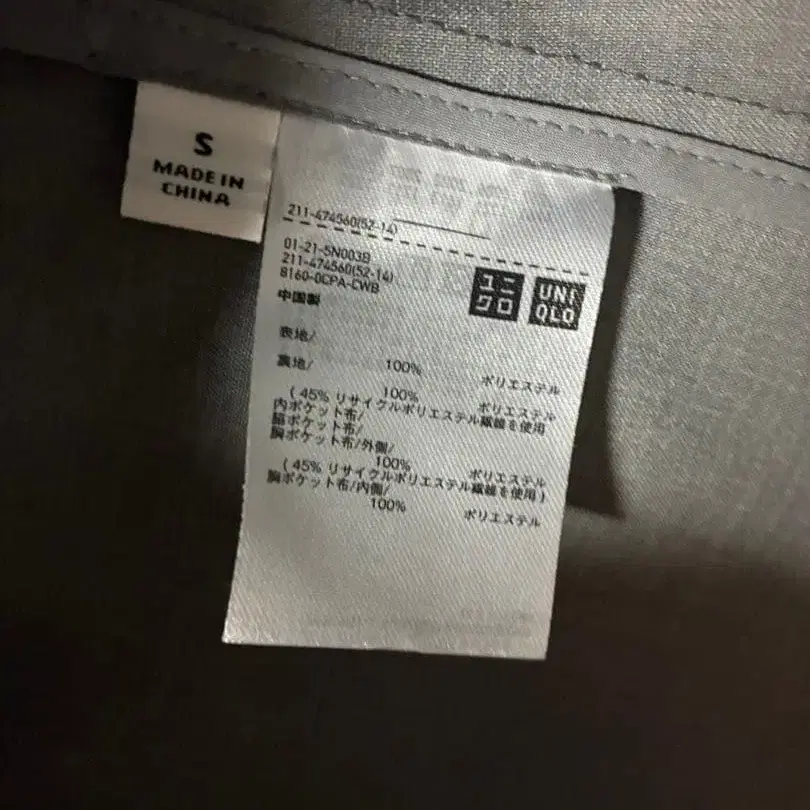 S
MADE IN
CHINA
211-474560(52-14)
01-21-5N003B
211-474560(52-14)
8160-0CPA-CWB
中国製
ユニ
クロ
UNI
QLO
表地/
100% ポリエステル
裏地/
100% ポリエステル
( 45% リサイクルポリエステル繊維を使用
内ポケット布/
脇ポケット布/
胸ポケット布/外側/
100% ポリエステル
( 45% リサイクルポリエステル繊維を使用 )
胸ポケット布/内側/
100% ポリエステル